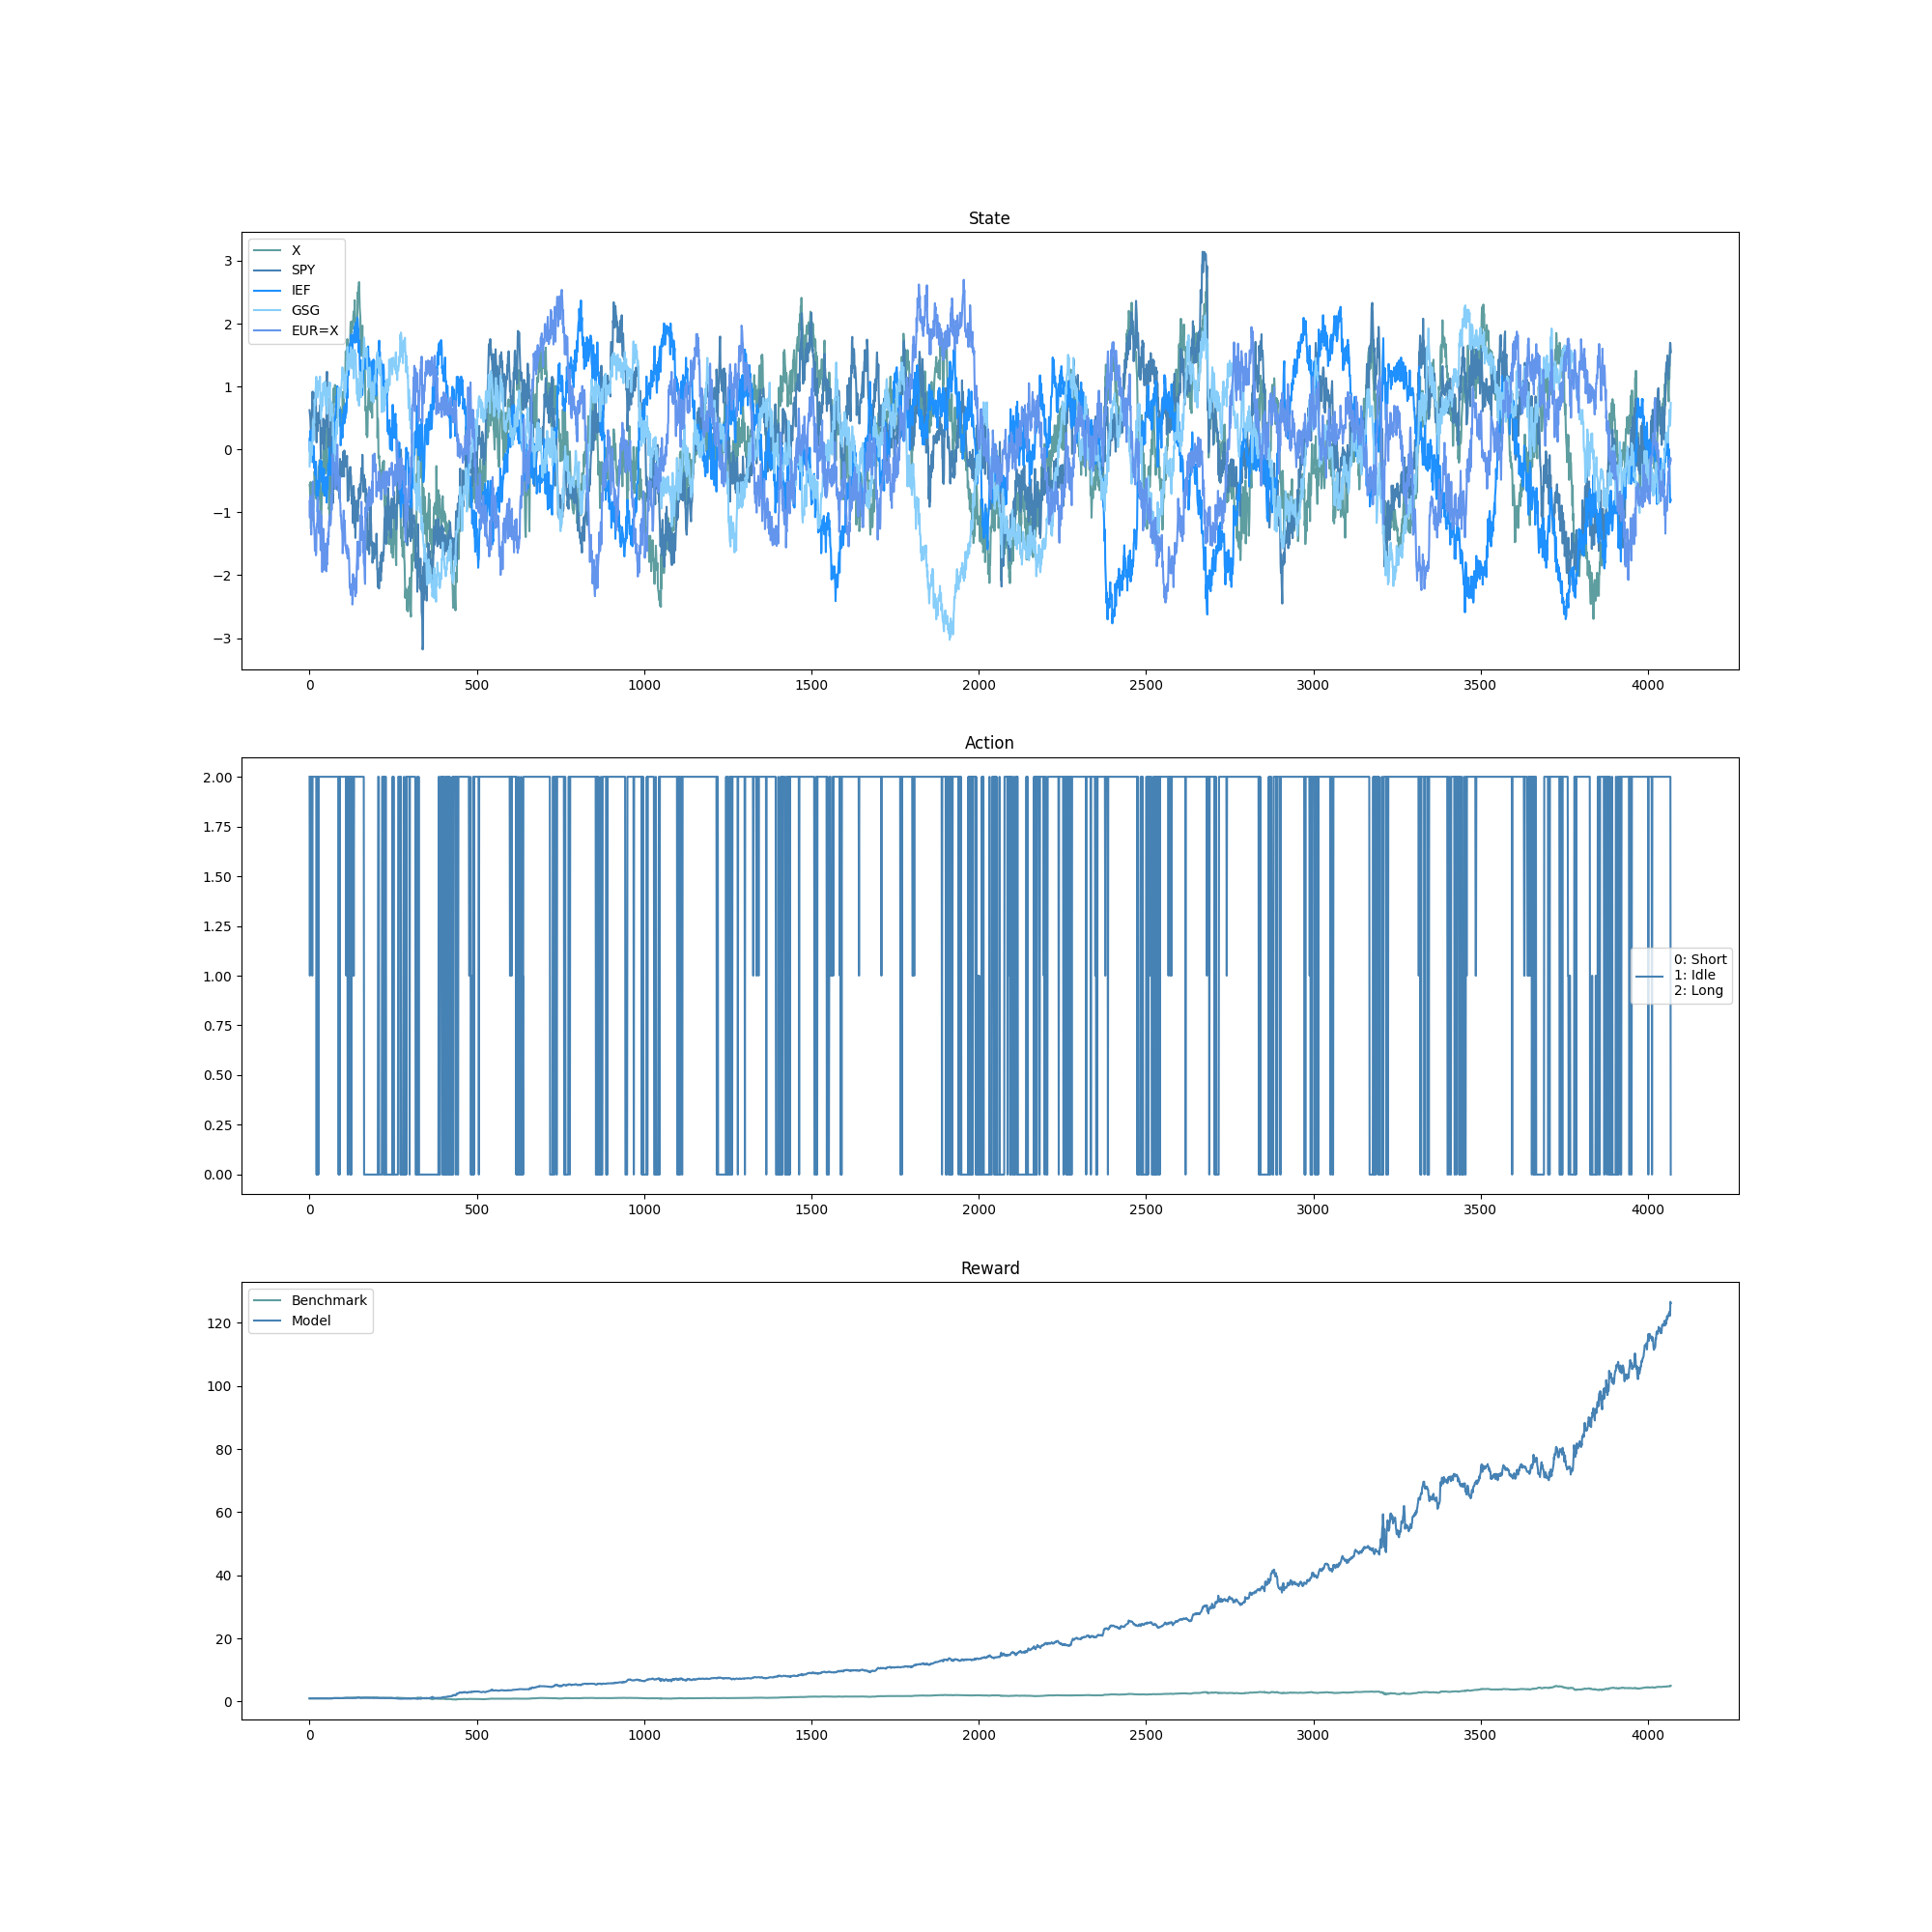 State
X
SPY
IEF
GSG
EUR=X
3
2
1
0
−1
−2
−3
0 500 1000 1500 2000 2500 3000 3500 4000
Action
2.00
1.75
1.50
1.25
1.00
0.75
0.50
0.25
0.00
0: Short
1: Idle
2: Long
0 500 1000 1500 2000 2500 3000 3500 4000
Reward
Benchmark
Model
120
100
80
60
40
20
0
0 500 1000 1500 2000 2500 3000 3500 4000